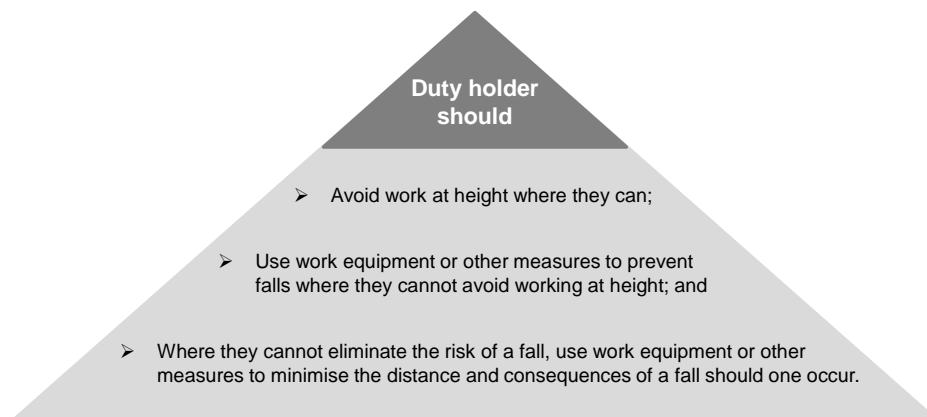 Duty holder
should
➢ Avoid work at height where they can;
➢ Use work equipment or other measures to prevent
falls where they cannot avoid working at height; and
➢ Where they cannot eliminate the risk of a fall, use work equipment or other
measures to minimise the distance and consequences of a fall should one occur.